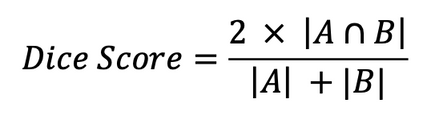 Dice Score = 2 × |A ∩ B| / |A| + |B|